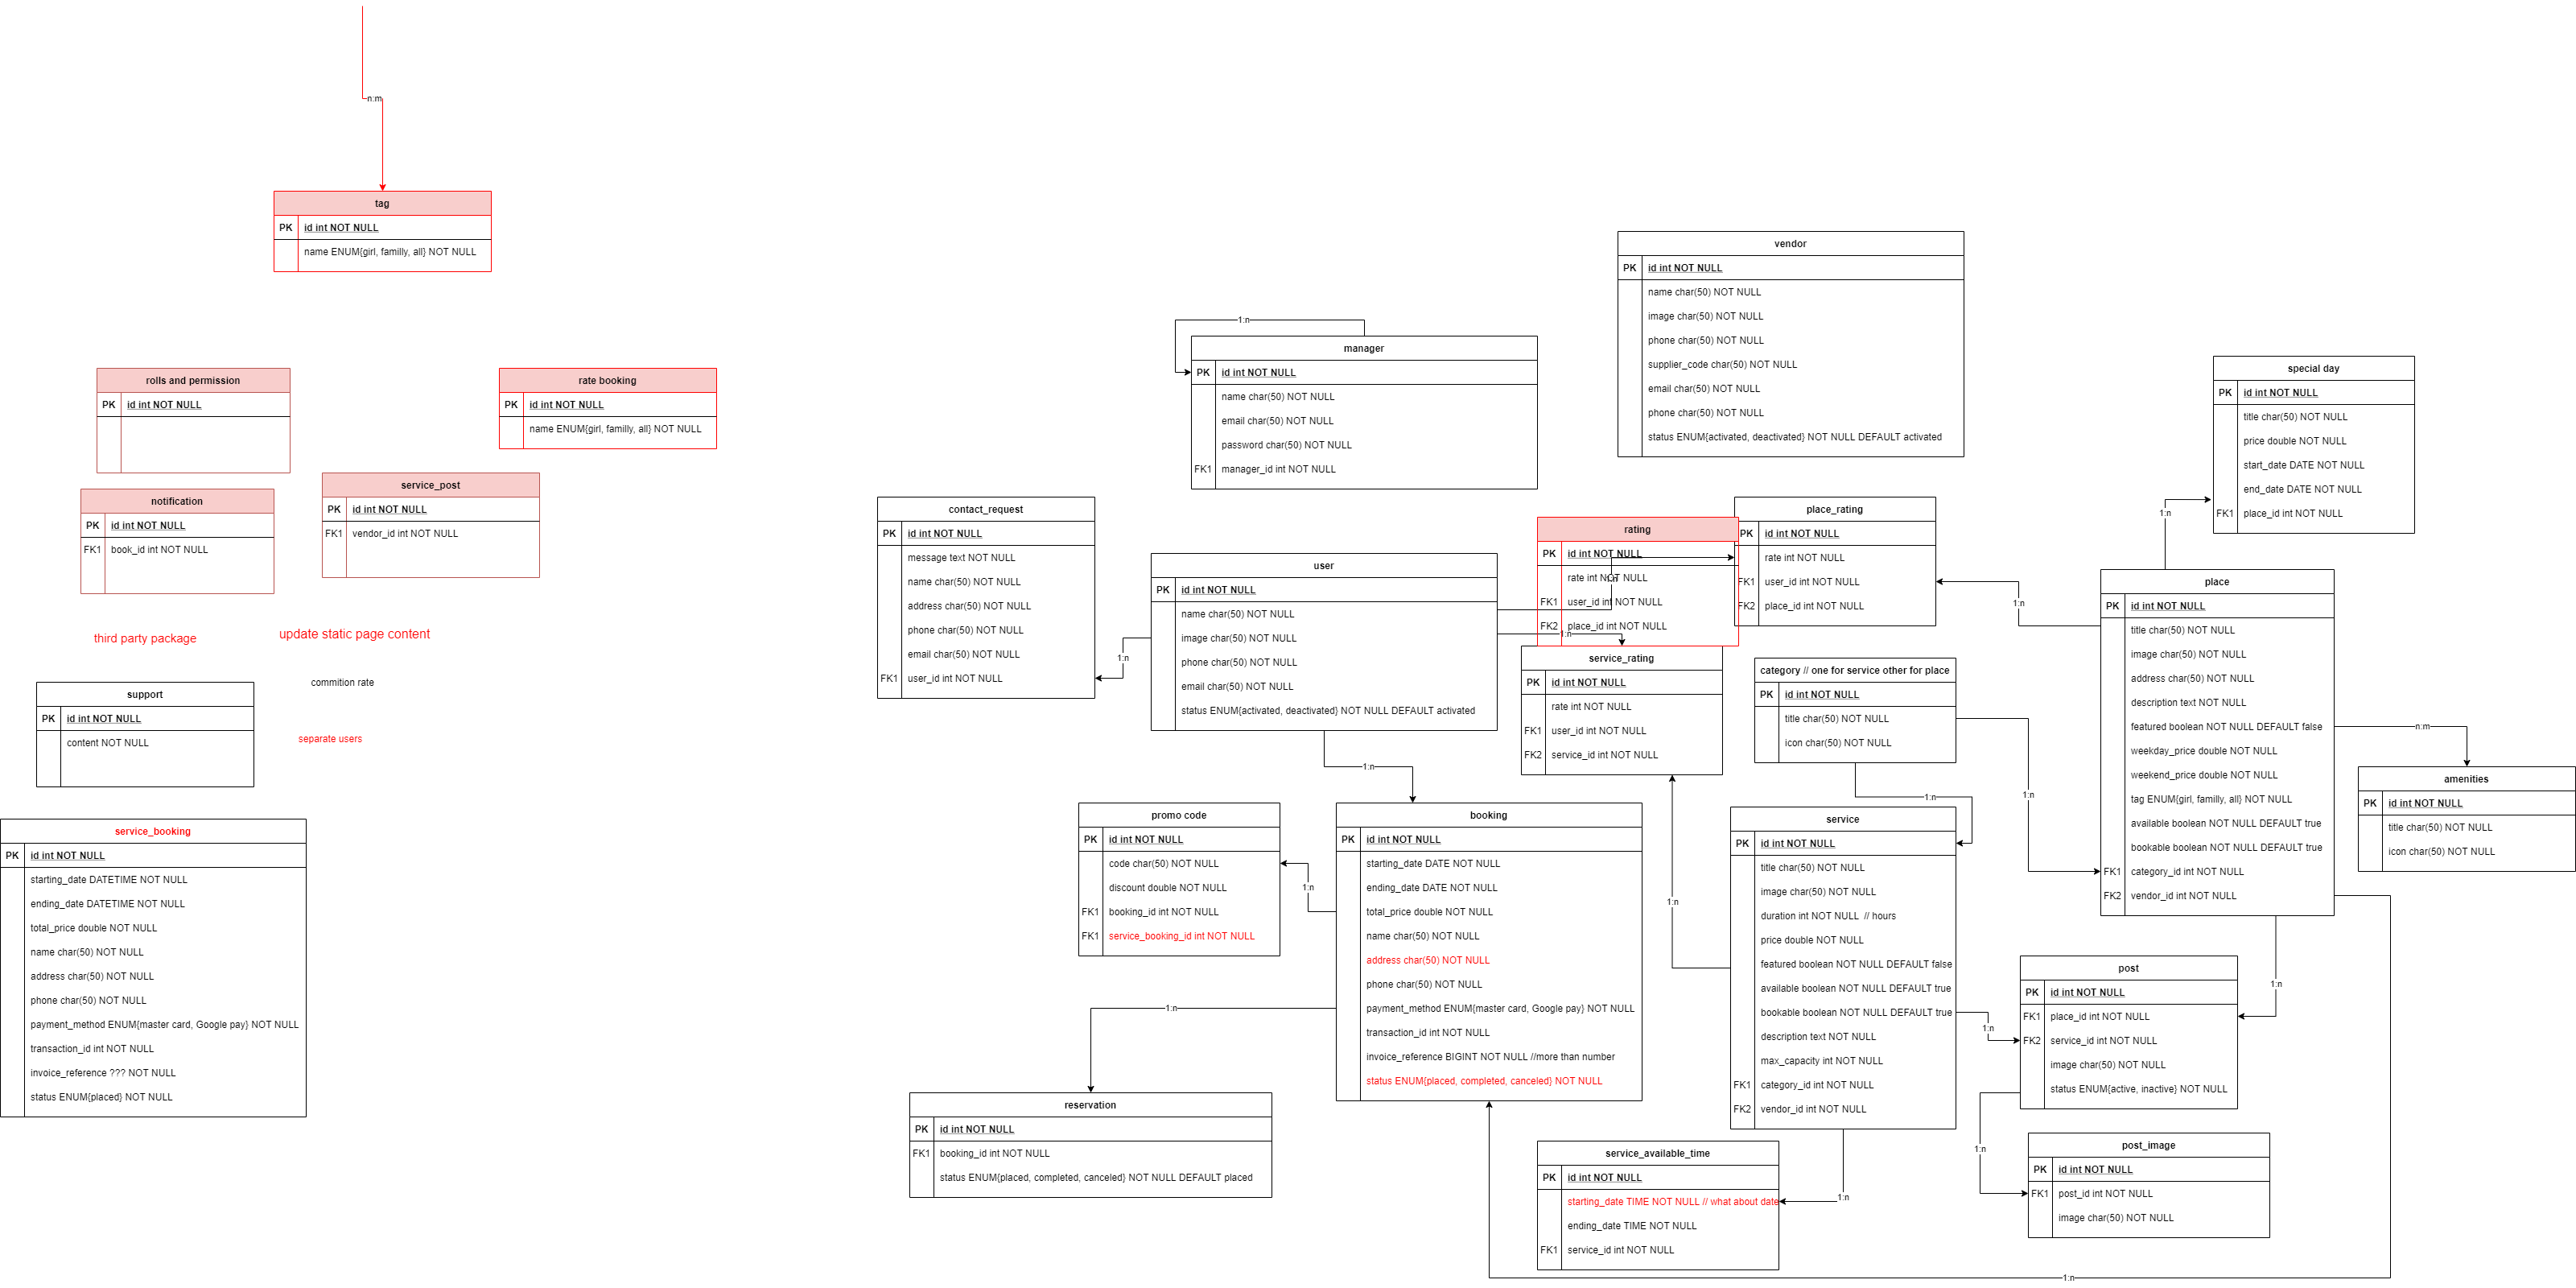 n:m
tag
PK id int NOT NULL
name ENUM{girl, familly, all} NOT NULL
rolls and permission
PK id int NOT NULL
rate booking
PK id int NOT NULL
name ENUM{girl, familly, all} NOT NULL
notification
PK id int NOT NULL
FK1 book_id int NOT NULL
service_post
PK id int NOT NULL
FK1 vendor_id int NOT NULL
third party package
update static page content
commition rate
separate users
support
PK id int NOT NULL
content NOT NULL
service_booking
PK id int NOT NULL
starting_date DATETIME NOT NULL
ending_date DATETIME NOT NULL
total_price double NOT NULL
name char(50) NOT NULL
address char(50) NOT NULL
phone char(50) NOT NULL
payment_method ENUM{master card, Google pay} NOT NULL
transaction_id int NOT NULL
invoice_reference ??? NOT NULL
status ENUM{placed} NOT NULL
1:n
manager
PK id int NOT NULL
name char(50) NOT NULL
email char(50) NOT NULL
password char(50) NOT NULL
FK1 manager_id int NOT NULL
vendor
PK id int NOT NULL
name char(50) NOT NULL
image char(50) NOT NULL
phone char(50) NOT NULL
supplier_code char(50) NOT NULL
email char(50) NOT NULL
phone char(50) NOT NULL
status ENUM{activated, deactivated} NOT NULL DEFAULT activated
special day
PK id int NOT NULL
title char(50) NOT NULL
price double NOT NULL
start_date DATE NOT NULL
end_date DATE NOT NULL
FK1 place_id int NOT NULL
1:n
contact_request
PK id int NOT NULL
message text NOT NULL
name char(50) NOT NULL
address char(50) NOT NULL
phone char(50) NOT NULL
email char(50) NOT NULL
FK1 user_id int NOT NULL
1:n
user
PK id int NOT NULL
name char(50) NOT NULL
image char(50) NOT NULL
phone char(50) NOT NULL
email char(50) NOT NULL
status ENUM{activated, deactivated} NOT NULL DEFAULT activated
rating
PK id int NOT NULL
rate int NOT NULL
FK1 user_id int NOT NULL
FK2 place_id int NOT NULL
1:n
1:n
place_rating
PK id int NOT NULL
rate int NOT NULL
FK1 user_id int NOT NULL
FK2 place_id int NOT NULL
1:n
service_rating
PK id int NOT NULL
rate int NOT NULL
FK1 user_id int NOT NULL
FK2 service_id int NOT NULL
category // one for service other for place
PK id int NOT NULL
title char(50) NOT NULL
icon char(50) NOT NULL
1:n
1:n
place
PK id int NOT NULL
title char(50) NOT NULL
image char(50) NOT NULL
address char(50) NOT NULL
description text NOT NULL
featured boolean NOT NULL DEFAULT false
weekday_price double NOT NULL
weekend_price double NOT NULL
tag ENUM{girl, familly, all} NOT NULL
available boolean NOT NULL DEFAULT true
bookable boolean NOT NULL DEFAULT true
FK1 category_id int NOT NULL
FK2 vendor_id int NOT NULL
n:m
amenities
PK id int NOT NULL
title char(50) NOT NULL
icon char(50) NOT NULL
1:n
promo code
PK id int NOT NULL
code char(50) NOT NULL
discount double NOT NULL
FK1 booking_id int NOT NULL
FK1 service_booking_id int NOT NULL
1:n
booking
PK id int NOT NULL
starting_date DATE NOT NULL
ending_date DATE NOT NULL
total_price double NOT NULL
name char(50) NOT NULL
address char(50) NOT NULL
phone char(50) NOT NULL
payment_method ENUM{master card, Google pay} NOT NULL
transaction_id int NOT NULL
invoice_reference BIGINT NOT NULL //more than number
status ENUM{placed, completed, canceled} NOT NULL
1:n
service
PK id int NOT NULL
title char(50) NOT NULL
image char(50) NOT NULL
duration int NOT NULL // hours
price double NOT NULL
featured boolean NOT NULL DEFAULT false
available boolean NOT NULL DEFAULT true
bookable boolean NOT NULL DEFAULT true
description text NOT NULL
max_capacity int NOT NULL
FK1 category_id int NOT NULL
FK2 vendor_id int NOT NULL
1:n
1:n
post
PK id int NOT NULL
FK1 place_id int NOT NULL
FK2 service_id int NOT NULL
image char(50) NOT NULL
status ENUM{active, inactive} NOT NULL
1:n
1:n
reservation
PK id int NOT NULL
FK1 booking_id int NOT NULL
status ENUM{placed, completed, canceled} NOT NULL DEFAULT placed
service_available_time
PK id int NOT NULL
starting_date TIME NOT NULL // what about date
ending_date TIME NOT NULL
FK1 service_id int NOT NULL
1:n
post_image
PK id int NOT NULL
FK1 post_id int NOT NULL
image char(50) NOT NULL
1:n